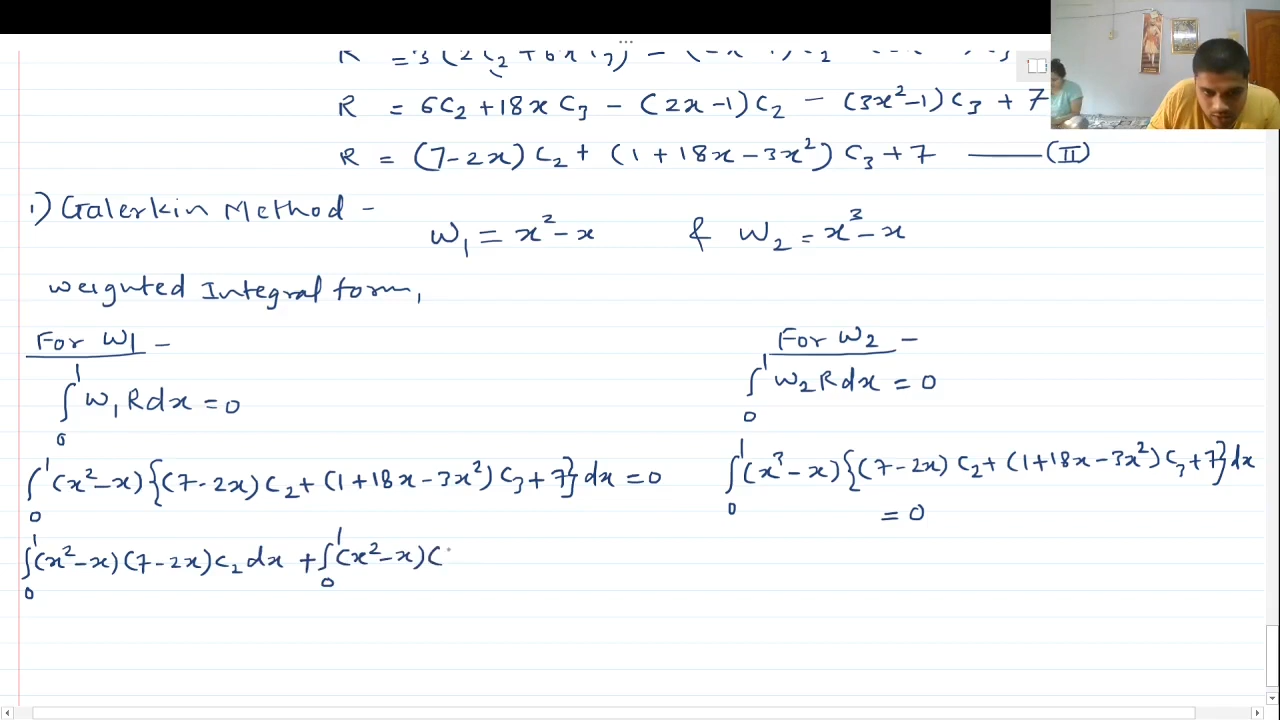 R = 6C₂ + 18x C₃ – (2x – 1)C₂ – (3x² – 1)C₃ + 7
R = (7 – 2x)C₂ + (1 + 18x – 3x²)C₃ + 7 ——— (II)
1) Galerkin Method –
w₁ = x² – x & w₂ = x³ – x
weighted Integral form,
For w1 –
∫₀¹ w₁ R dx = 0
∫₀¹ (x² – x){(7 – 2x)C₂ + (1 + 18x – 3x²)C₃ + 7}dx = 0
∫₀¹ (x² – x)(7 – 2x)C₂ dx + ∫₀¹ (x² – x)(
For w2 –
∫₀¹ w₂ R dx = 0
∫₀¹ (x³ – x){(7 – 2x)C₂ + (1 + 18x – 3x²)C₃ + 7}dx
= 0